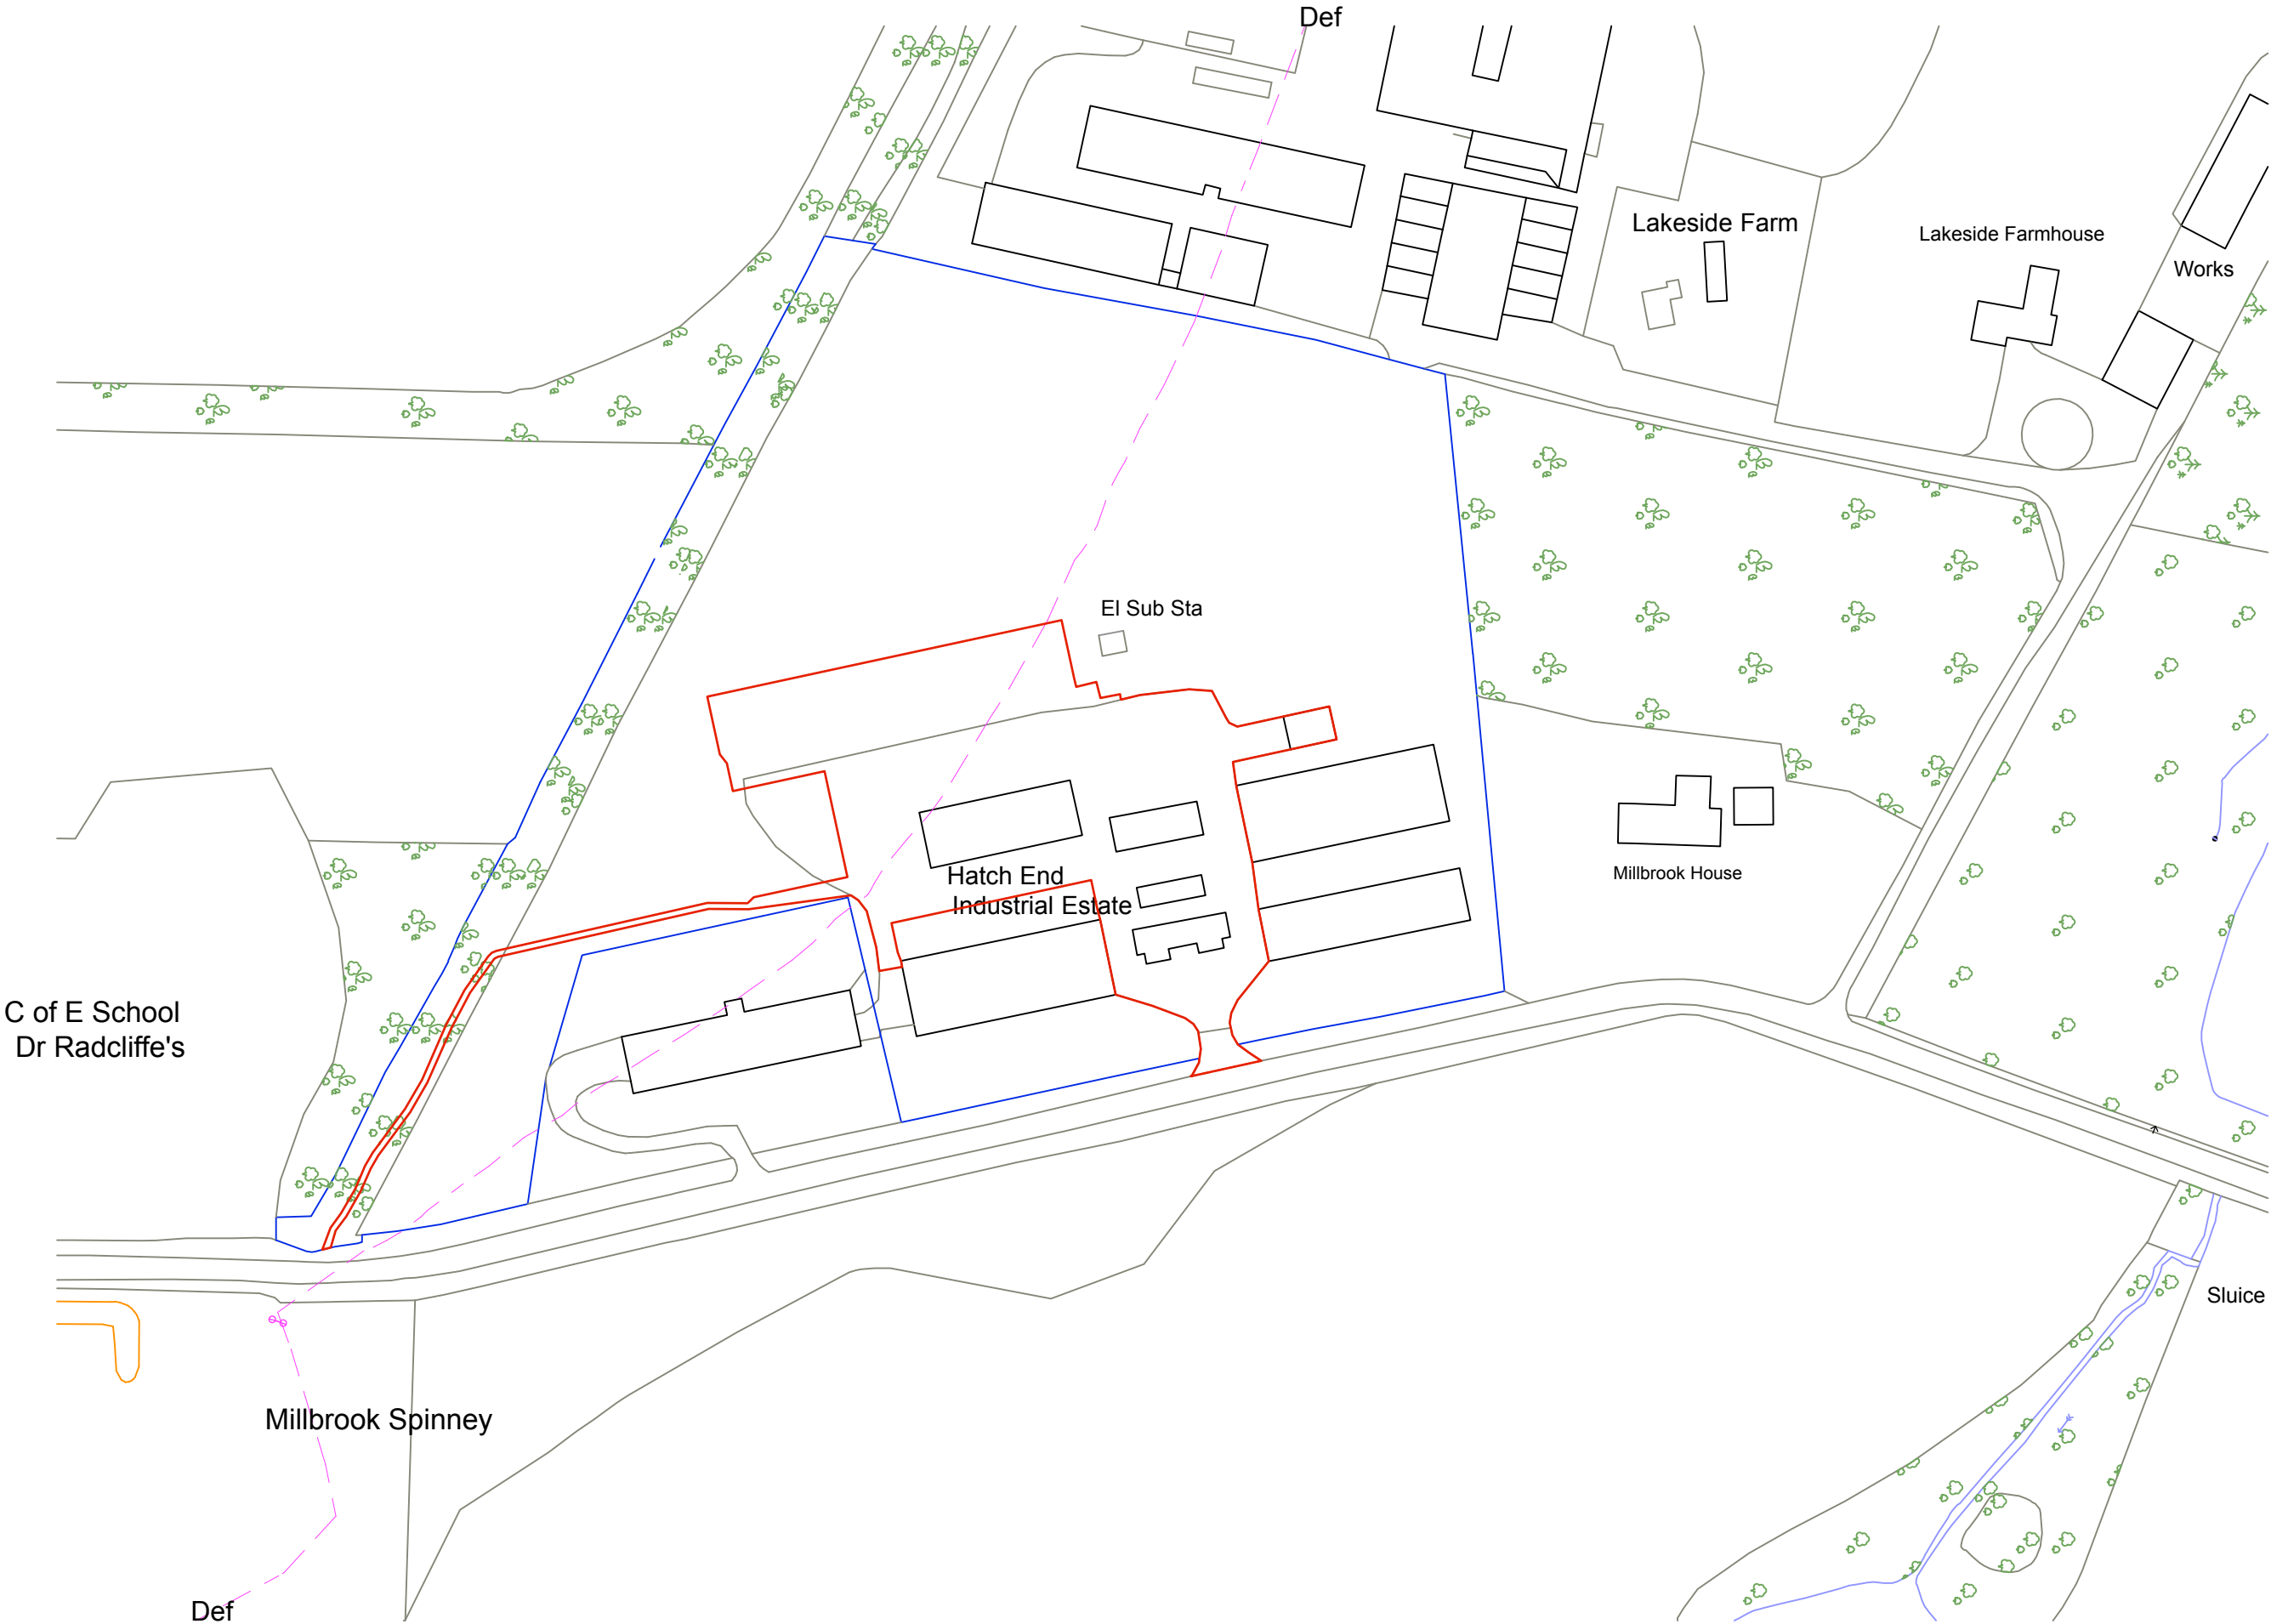 Def
Lakeside Farm
Lakeside Farmhouse
Works
El Sub Sta
Millbrook House
Hatch End
Industrial Estate
C of E School
Dr Radcliffe's
Sluice
Millbrook Spinney
Def